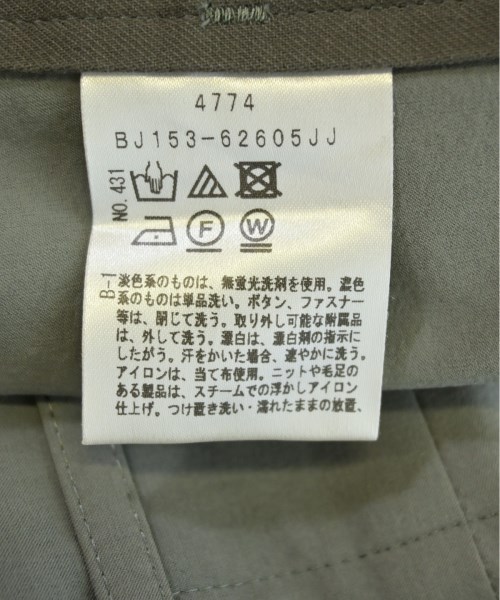 4774
BJ153-62605JJ
NO.431
F
W
B-1
淡色系のものは、無蛍光洗剤を使用。濃色
系のものは単品洗い。ボタン、ファスナー
等は、閉じて洗う。取り外し可能な附属品
は、外して洗う。漂白は、漂白剤の指示に
したがう。汗をかいた場合、速やかに洗う。
アイロンは、当て布使用。ニットや毛足の
ある製品は、スチームでの浮かしアイロン
仕上げ。つけ置き洗い・濡れたままの放置、